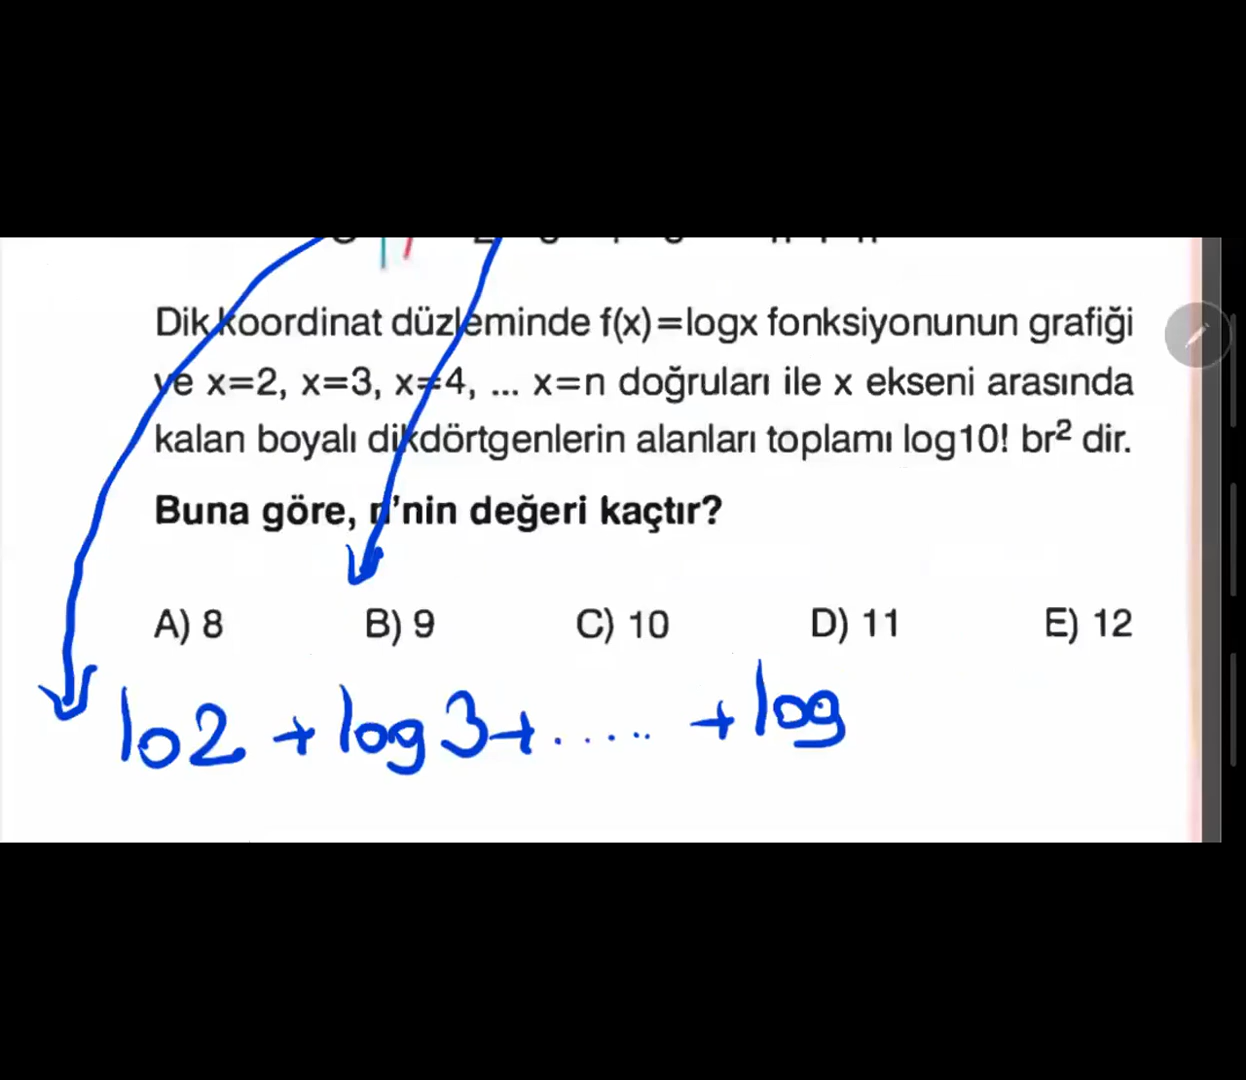 Dik koordinat düzleminde f(x)=logx fonksiyonunun grafiği
ve x=2, x=3, x=4, ... x=n doğruları ile x ekseni arasında
kalan boyalı dikdörtgenlerin alanları toplamı log10! br² dir.
Buna göre, n'nin değeri kaçtır?
A) 8 B) 9 C) 10 D) 11 E) 12
lo2 + log3+ ..... + log